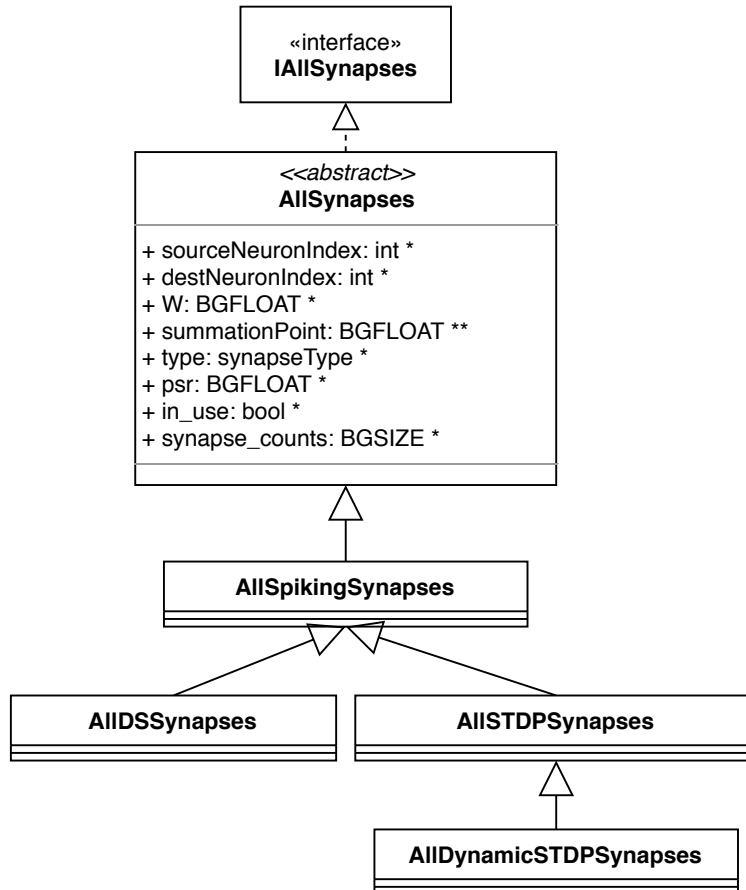 «interface»
IAllSynapses
<<abstract>>
AllSynapses
+ sourceNeuronIndex: int *
+ destNeuronIndex: int *
+ W: BGFLOAT *
+ summationPoint: BGFLOAT **
+ type: synapseType *
+ psr: BGFLOAT *
+ in_use: bool *
+ synapse_counts: BGSIZE *
AllSpikingSynapses
AllDSSynapses
AllSTDPSynapses
AllDynamicSTDPSynapses